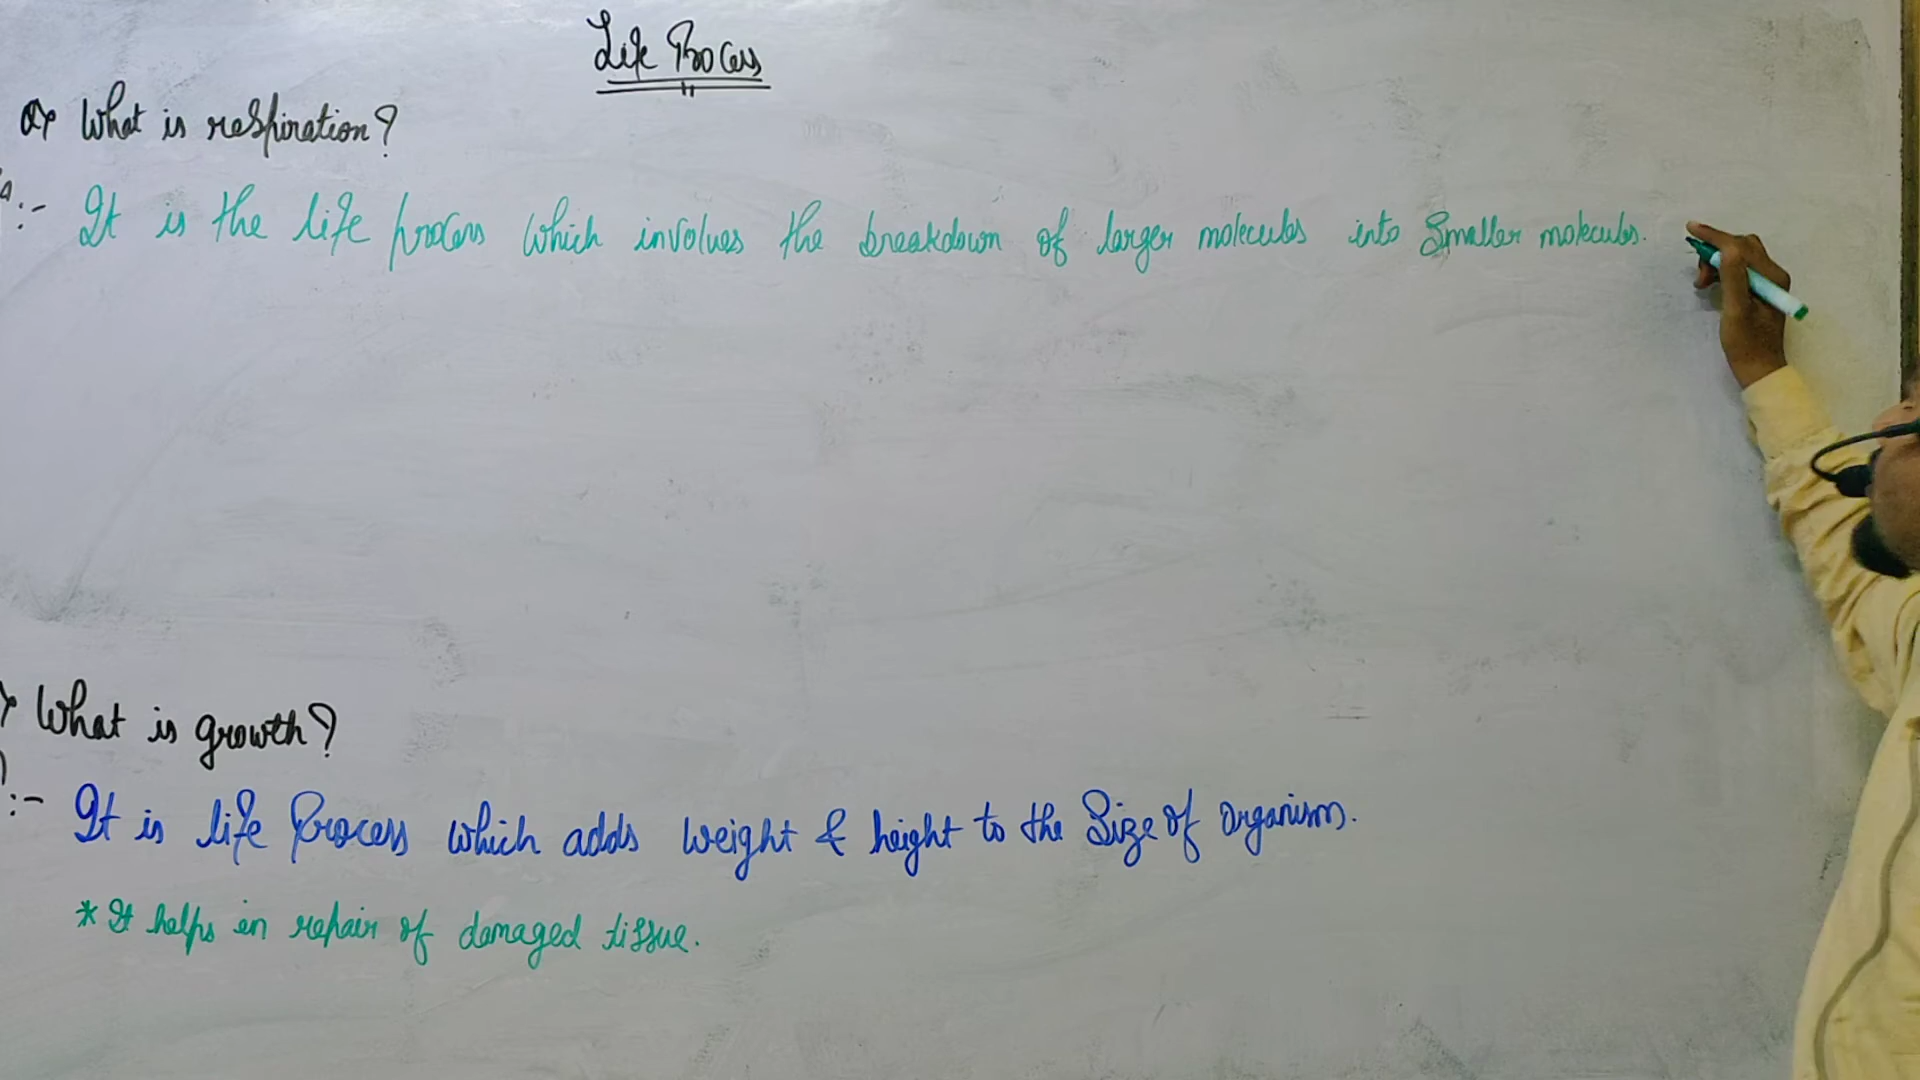 Life Process
Q> What is respiration?
:- It is the life process which involves the breakdown of larger molecules into smaller molecules.
What is growth?
:- It is life Process which adds weight & height to the Size of organism.
* It helps in repair of damaged tissue.